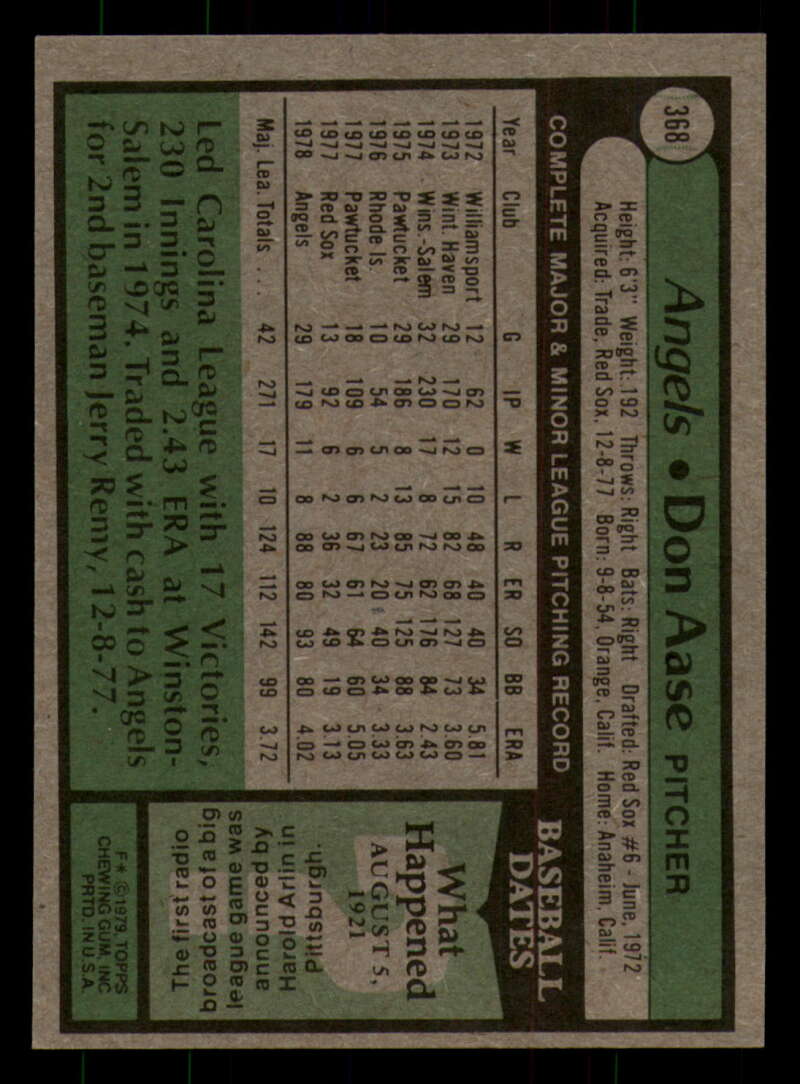 368
Angels • Don Aase PITCHER
Height: 6'3" Weight: 192 Throws: Right Bats: Right Drafted: Red Sox #6 - June, 1972
Acquired: Trade, Red Sox, 12-8-77 Born: 9-8-54, Orange, Calif. Home: Anaheim, Calif.
COMPLETE MAJOR & MINOR LEAGUE PITCHING RECORD
Year Club G IP W L R ER SO BB ERA
1972 Williamsport 12 62 0 10 48 40 40 34 5.81
1973 Wint. Haven 29 170 12 15 82 68 127 73 3.60
1974 Wins.-Salem 32 230 17 8 72 62 176 84 2.43
1975 Pawtucket 29 186 8 13 85 75 125 88 3.63
1976 Rhode Is. 10 54 5 2 23 20 40 34 3.33
1977 Pawtucket 18 109 6 6 67 61 64 60 5.05
1977 Red Sox 13 92 6 2 36 32 49 19 3.13
1978 Angels 29 179 11 8 88 80 93 80 4.02
Maj. Lea. Totals . . . 42 271 17 10 124 112 142 99 3.72
Led Carolina League with 17 Victories,
230 Innings and 2.43 ERA at Winston-
Salem in 1974. Traded with cash to Angels
for 2nd baseman Jerry Remy, 12-8-77.
BASEBALL
DATES
What
Happened
AUGUST 5,
1921
The first radio
broadcast of a big
league game was
announced by
Harold Arlin in
Pittsburgh.
F* ©1979, TOPPS
CHEWING GUM, INC
PRTD. IN U.S.A.